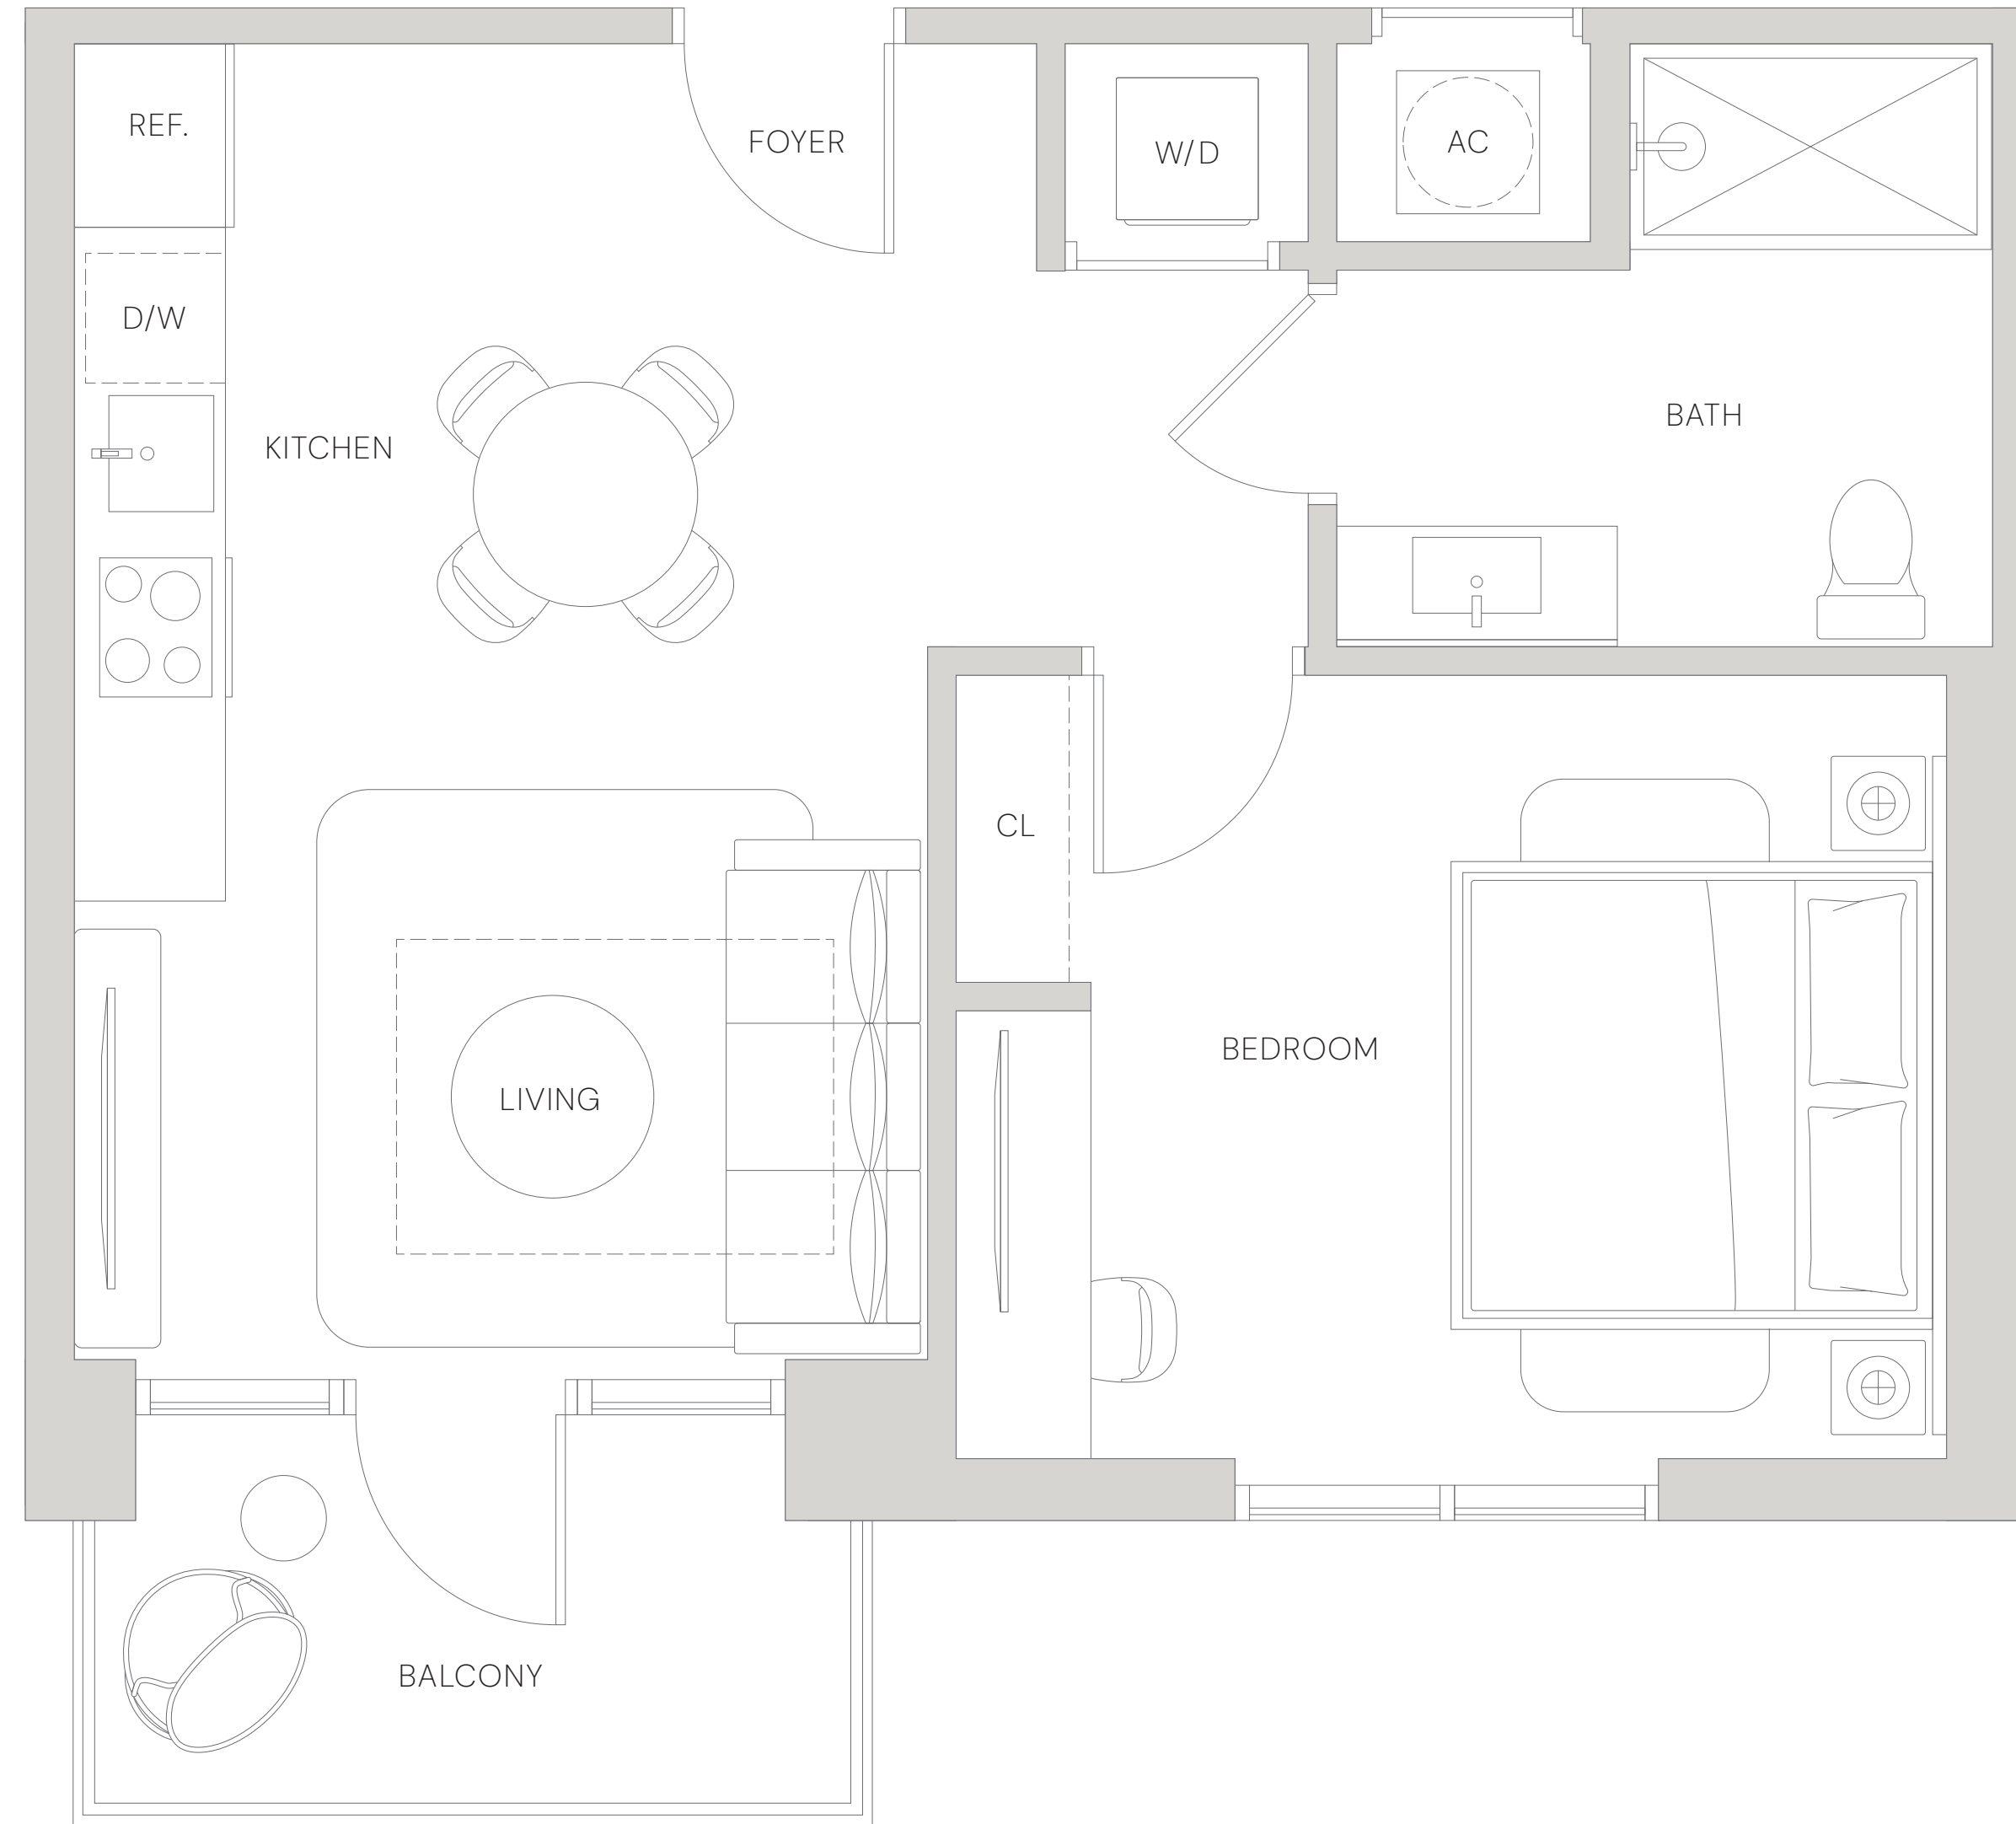 REF.
FOYER
W/D
AC
D/W
KITCHEN
BATH
CL
BEDROOM
LIVING
BALCONY